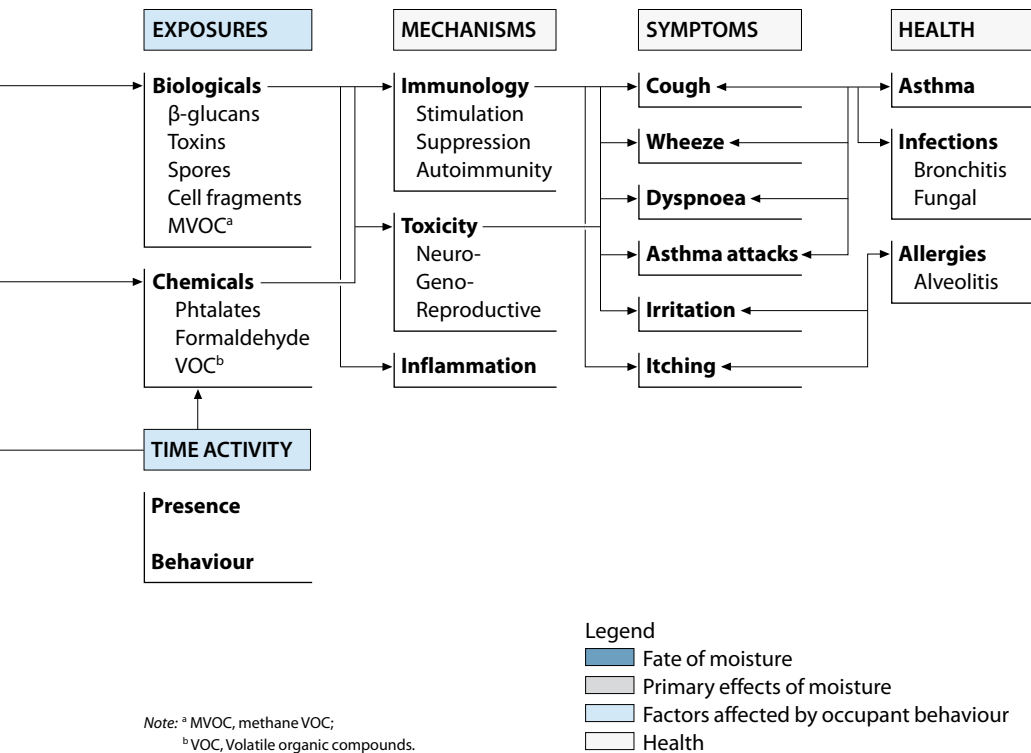 EXPOSURES
Biologicals
β-glucans
Toxins
Spores
Cell fragments
MVOCᵃ
Chemicals
Phtalates
Formaldehyde
VOCᵇ
TIME ACTIVITY
Presence
Behaviour
MECHANISMS
Immunology
Stimulation
Suppression
Autoimmunity
Toxicity
Neuro-
Geno-
Reproductive
Inflammation
SYMPTOMS
Cough
Wheeze
Dyspnoea
Asthma attacks
Irritation
Itching
HEALTH
Asthma
Infections
Bronchitis
Fungal
Allergies
Alveolitis
Legend
Fate of moisture
Primary effects of moisture
Factors affected by occupant behaviour
Health
Note: ᵃ MVOC, methane VOC;
ᵇ VOC, Volatile organic compounds.